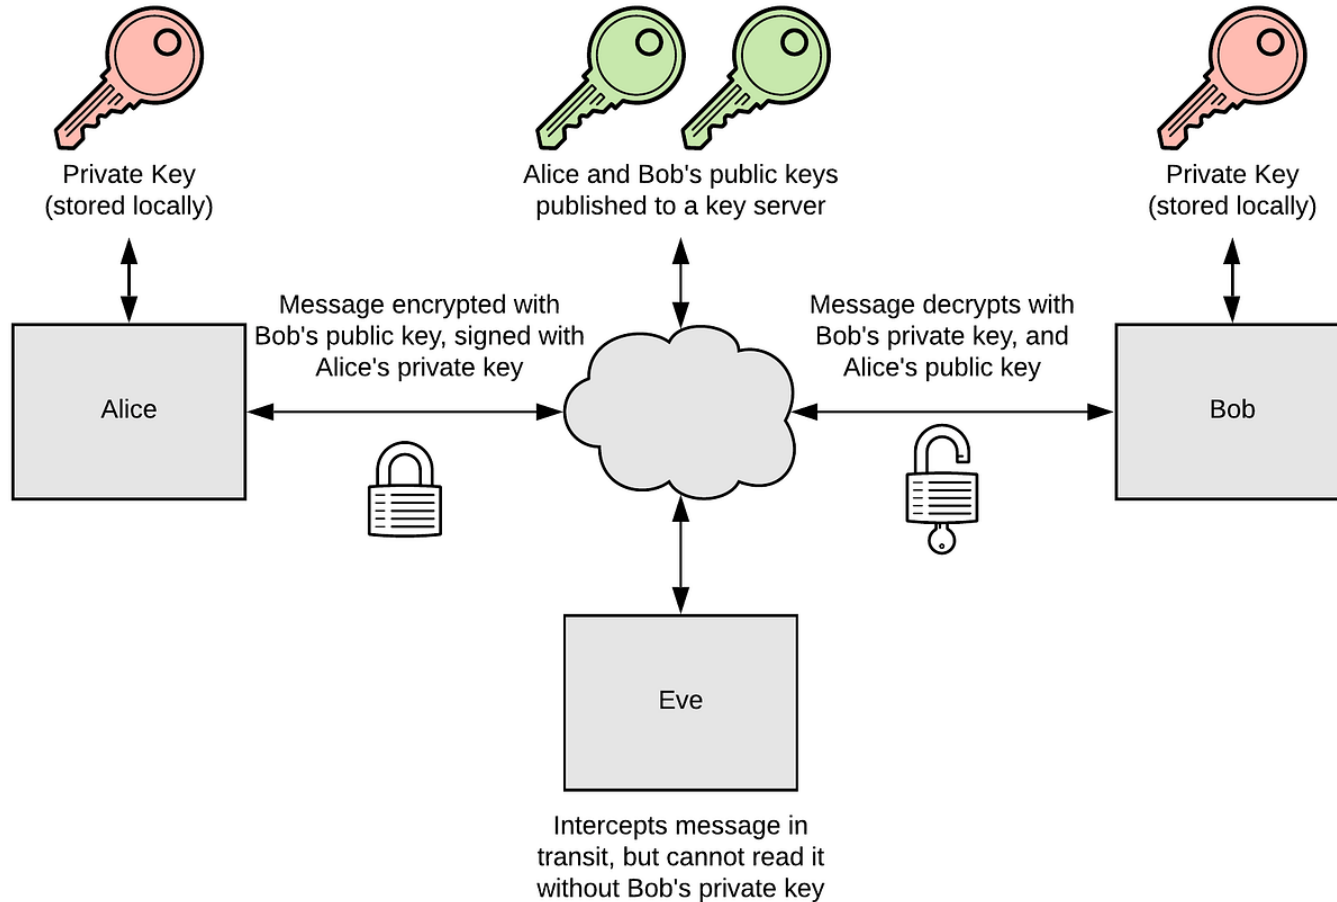 Private Key
(stored locally)
Alice and Bob's public keys
published to a key server
Private Key
(stored locally)
Message encrypted with
Bob's public key, signed with
Alice's private key
Message decrypts with
Bob's private key, and
Alice's public key
Alice
Bob
Eve
Intercepts message in
transit, but cannot read it
without Bob's private key